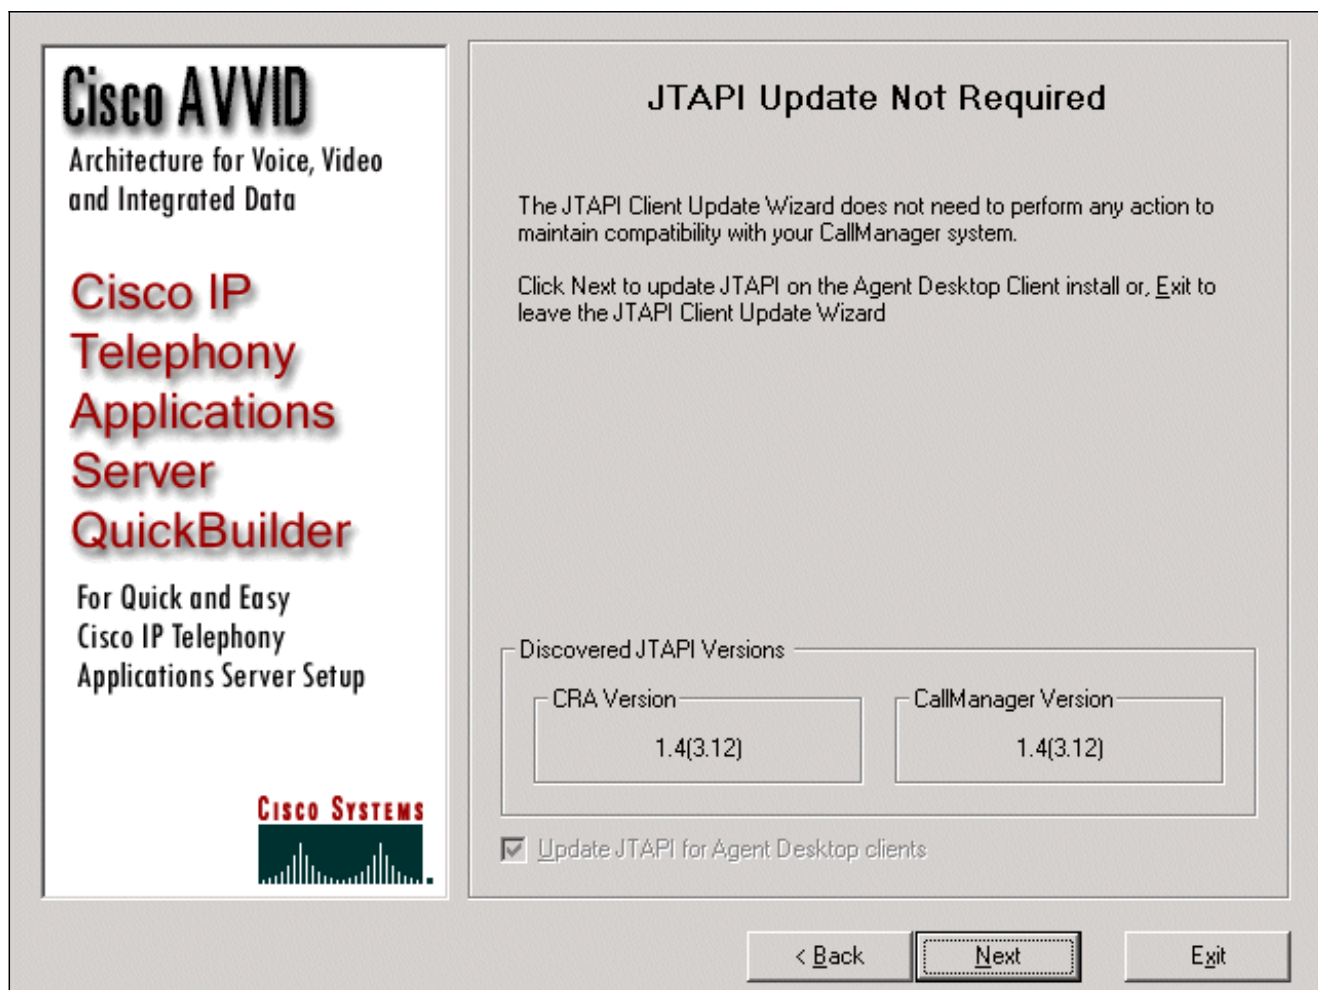 Cisco AVVID
Architecture for Voice, Video
and Integrated Data
Cisco IP
Telephony
Applications
Server
QuickBuilder
For Quick and Easy
Cisco IP Telephony
Applications Server Setup
CISCO SYSTEMS
JTAPI Update Not Required
The JTAPI Client Update Wizard does not need to perform any action to
maintain compatibility with your CallManager system.
Click Next to update JTAPI on the Agent Desktop Client install or, Exit to
leave the JTAPI Client Update Wizard
Discovered JTAPI Versions
CRA Version
1.4(3.12)
CallManager Version
1.4(3.12)
Update JTAPI for Agent Desktop clients
< Back
Next
Exit